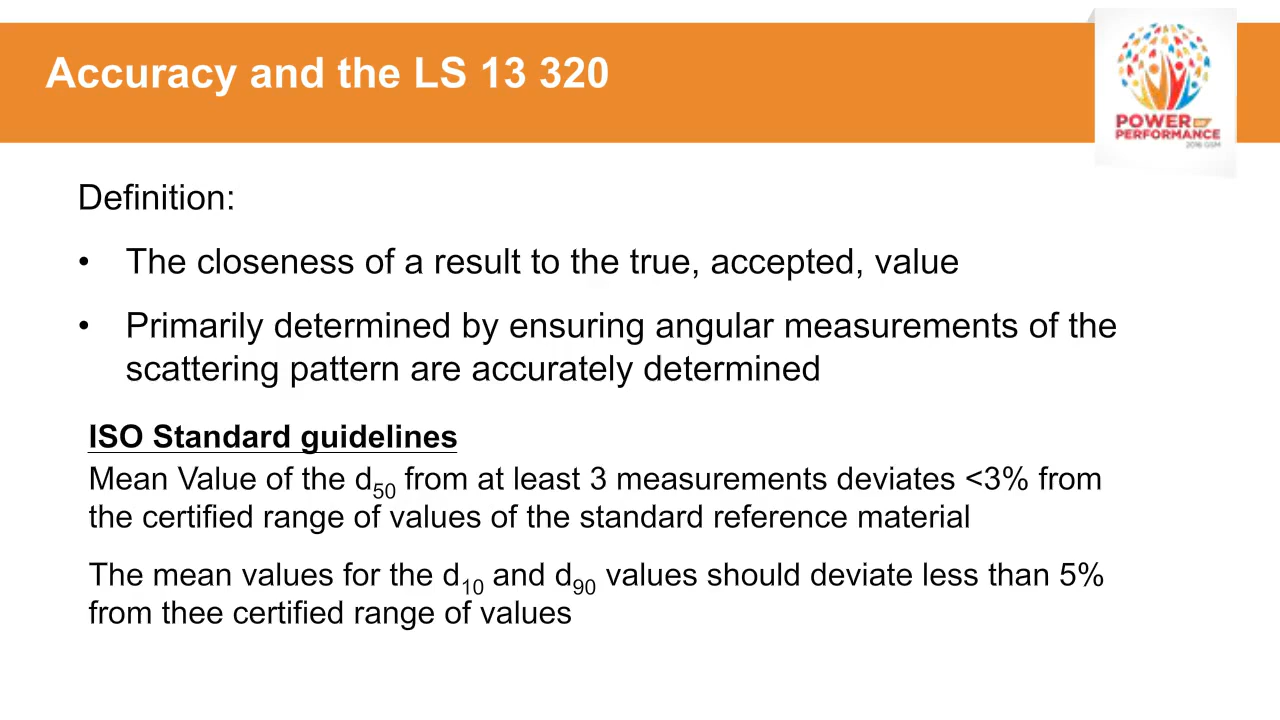 Accuracy and the LS 13 320
POWER
PERFORMANCE
2016 GSM
Definition:
• The closeness of a result to the true, accepted, value
• Primarily determined by ensuring angular measurements of the
scattering pattern are accurately determined
ISO Standard guidelines
Mean Value of the d50 from at least 3 measurements deviates <3% from
the certified range of values of the standard reference material
The mean values for the d10 and d90 values should deviate less than 5%
from thee certified range of values